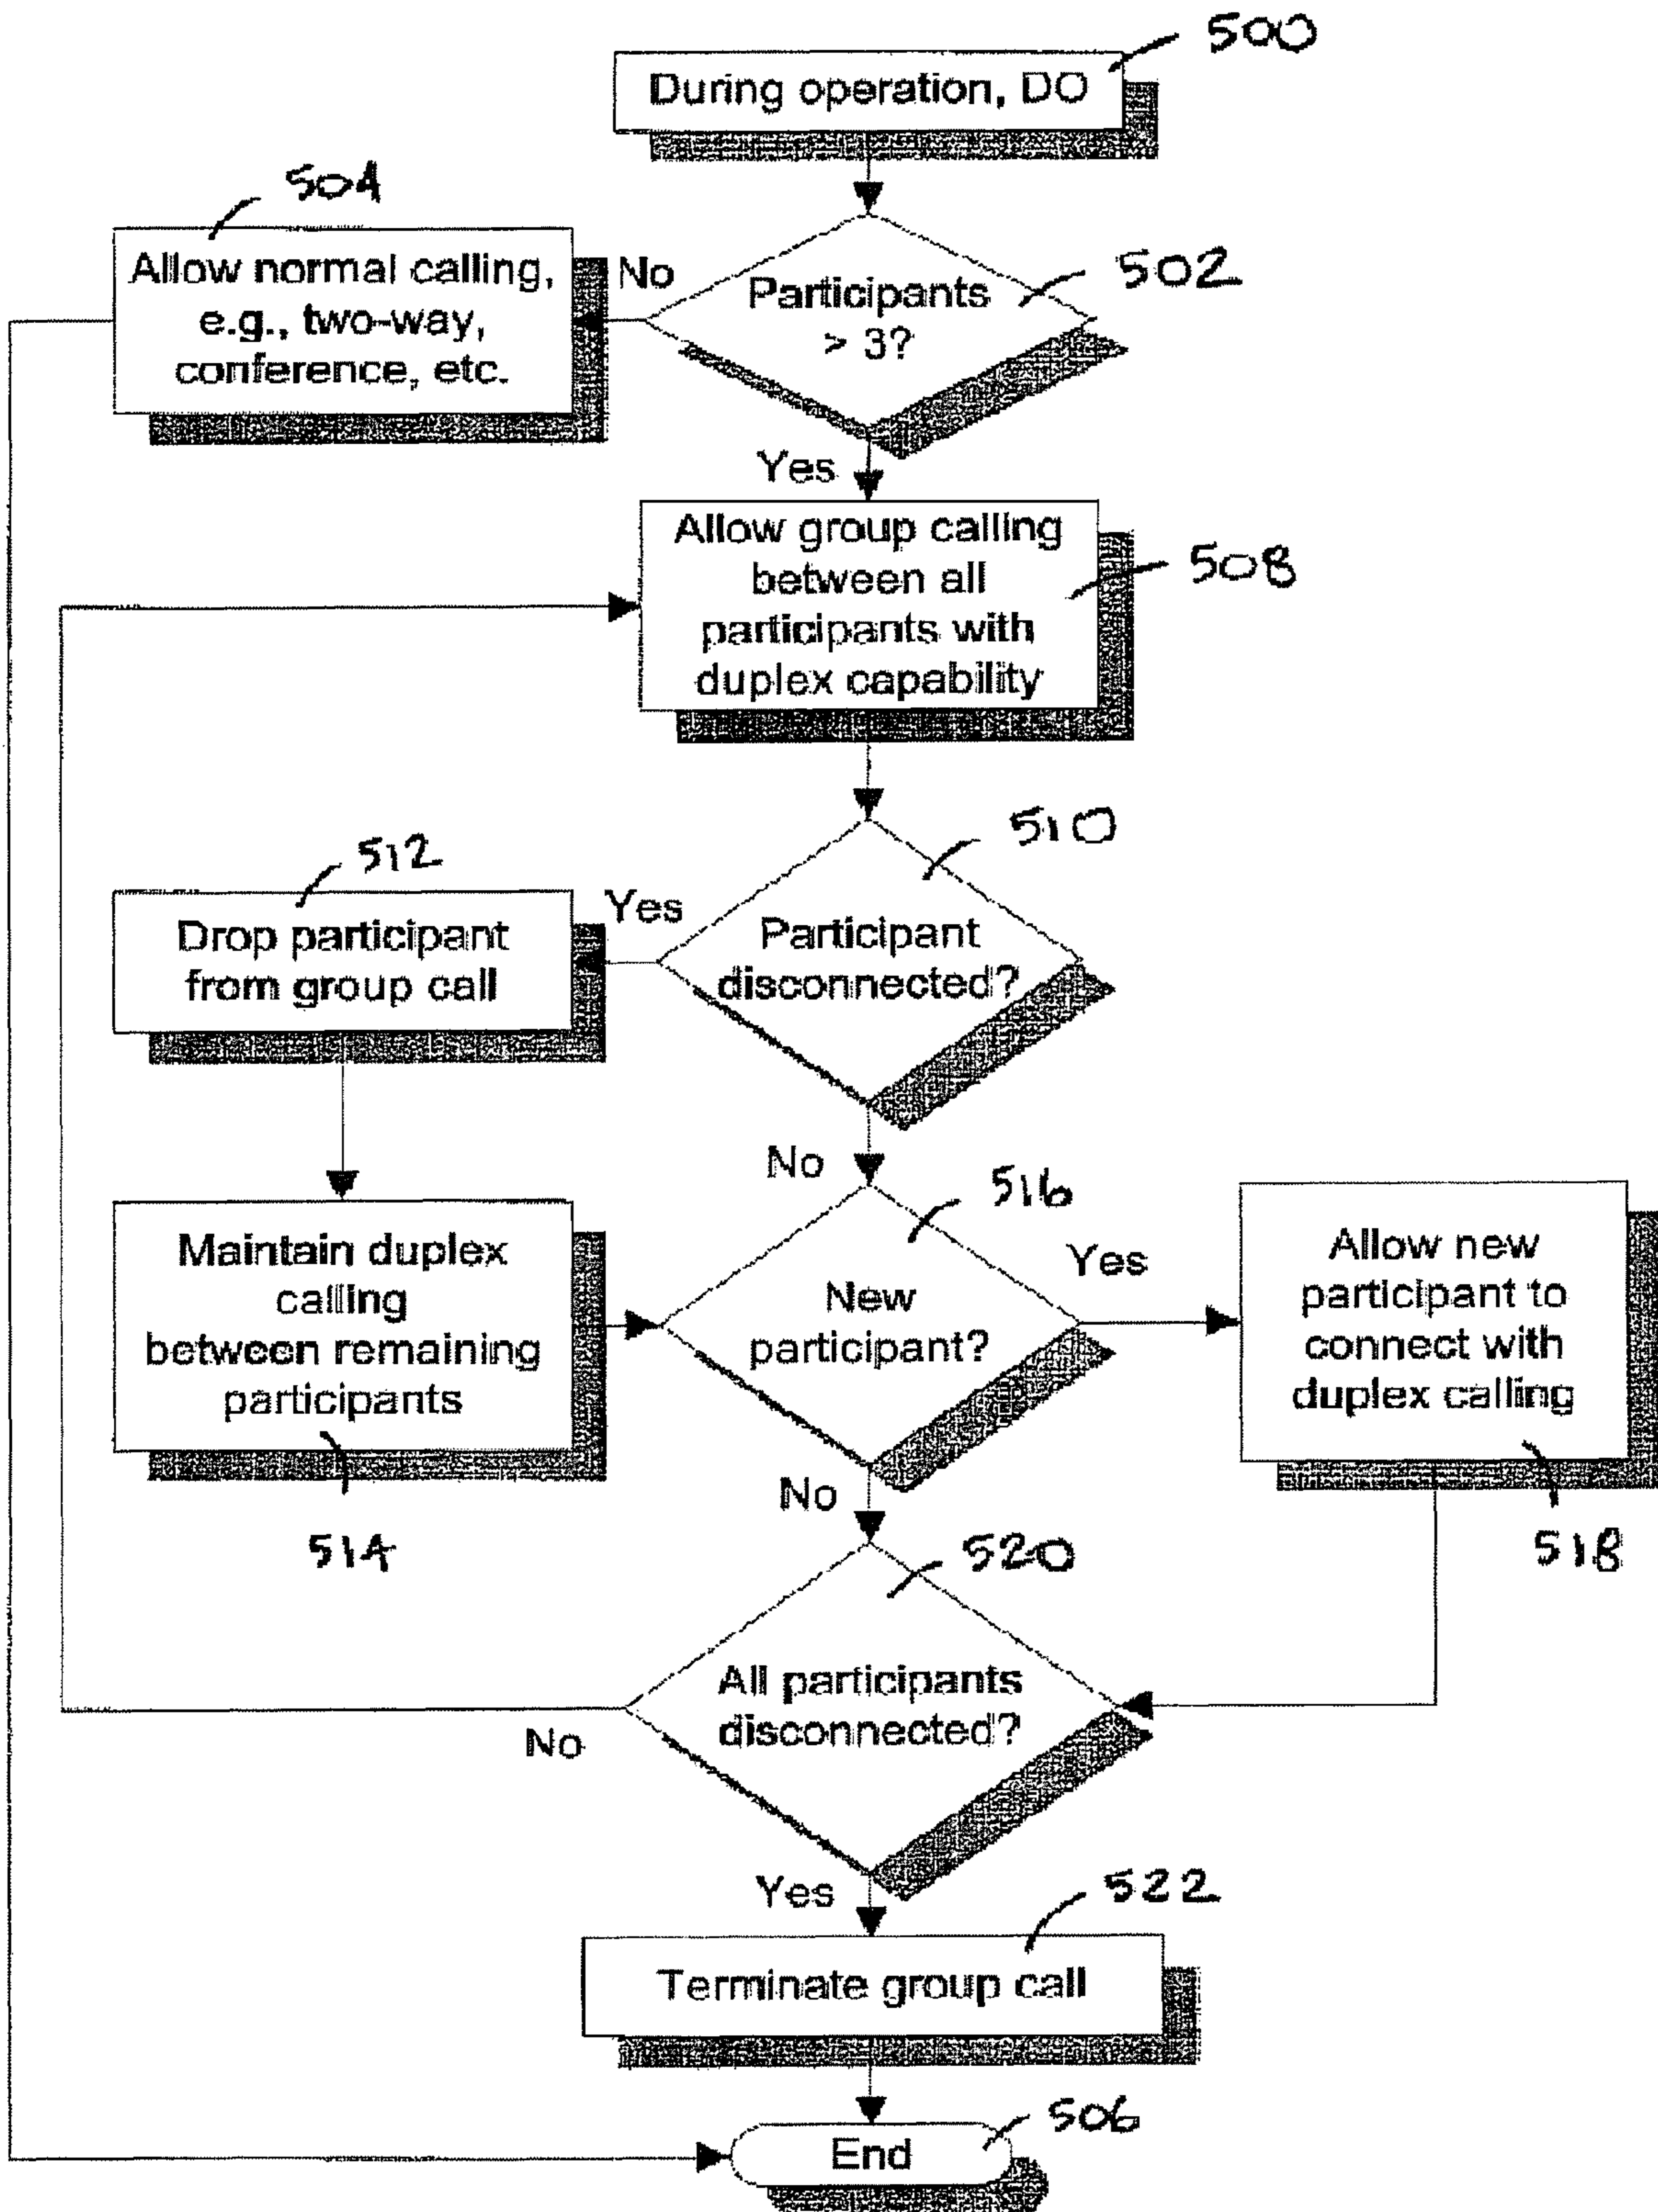 500
During operation, DO
504
Allow normal calling,
e.g., two-way,
conference, etc.
No
502
Participants
> 3?
Yes
508
Allow group calling
between all
participants with
duplex capability
510
Participant
disconnected?
Yes
512
Drop participant
from group call
No
516
New
participant?
Maintain duplex
calling
between remaining
participants
514
Yes
Allow new
participant to
connect with
duplex calling
518
No
520
All participants
disconnected?
No
Yes
522
Terminate group call
506
End